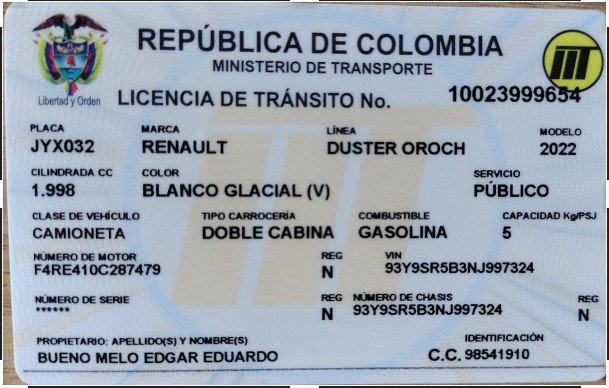 REPÚBLICA DE COLOMBIA
MINISTERIO DE TRANSPORTE
Libertad y Orden
LICENCIA DE TRÁNSITO No. 10023999654
PLACA MARCA LÍNEA MODELO
JYX032 RENAULT DUSTER OROCH 2022
CILINDRADA CC COLOR SERVICIO
1.998 BLANCO GLACIAL (V) PÚBLICO
CLASE DE VEHÍCULO TIPO CARROCERÍA COMBUSTIBLE CAPACIDAD Kg/PSJ
CAMIONETA DOBLE CABINA GASOLINA 5
NÚMERO DE MOTOR REG VIN
F4RE410C287479 N 93Y9SR5B3NJ997324
NÚMERO DE SERIE REG NÚMERO DE CHASIS REG
****** N 93Y9SR5B3NJ997324 N
PROPIETARIO: APELLIDO(S) Y NOMBRE(S) IDENTIFICACIÓN
BUENO MELO EDGAR EDUARDO C.C. 98541910